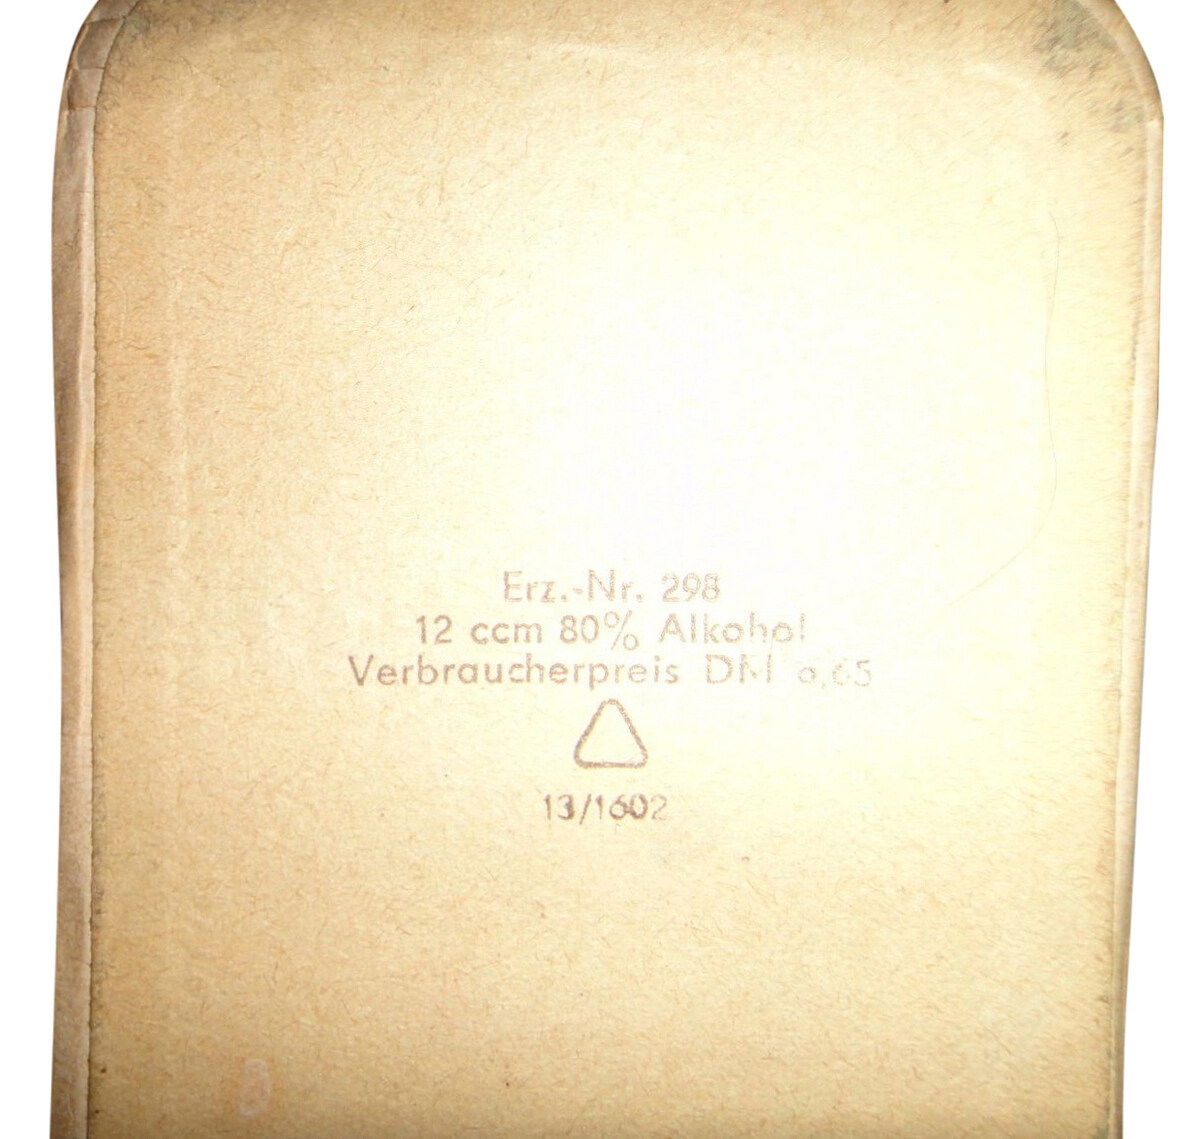 Erz.-Nr. 298
12 ccm 80% Alkohol
Verbraucherpreis DM 0,65
13/1602